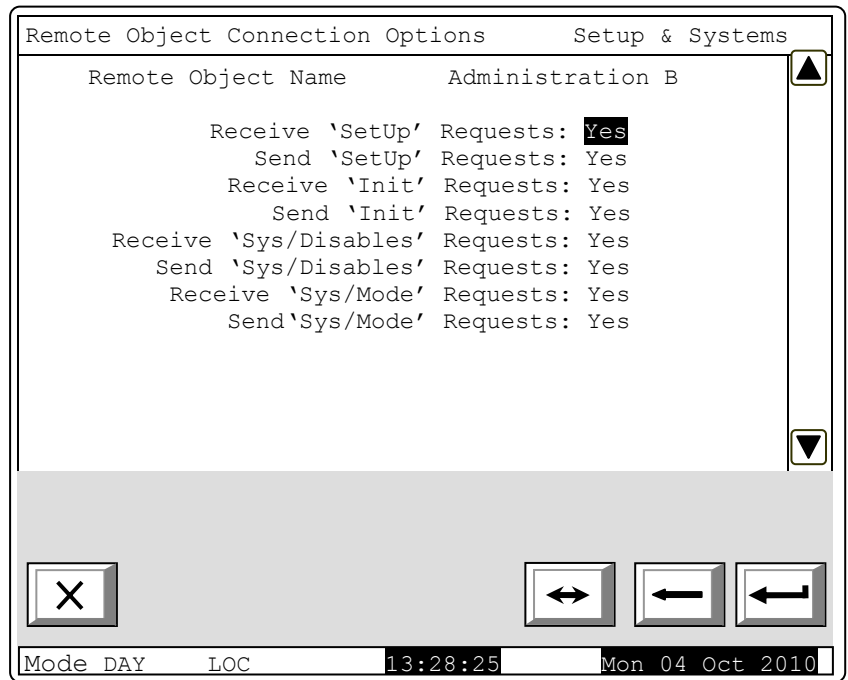 Remote Object Connection Options Setup & Systems
Remote Object Name Administration B
Receive ‘SetUp’ Requests: Yes
Send ‘SetUp’ Requests: Yes
Receive ‘Init’ Requests: Yes
Send ‘Init’ Requests: Yes
Receive ‘Sys/Disables’ Requests: Yes
Send ‘Sys/Disables’ Requests: Yes
Receive ‘Sys/Mode’ Requests: Yes
Send‘Sys/Mode’ Requests: Yes
Mode DAY LOC 13:28:25 Mon 04 Oct 2010